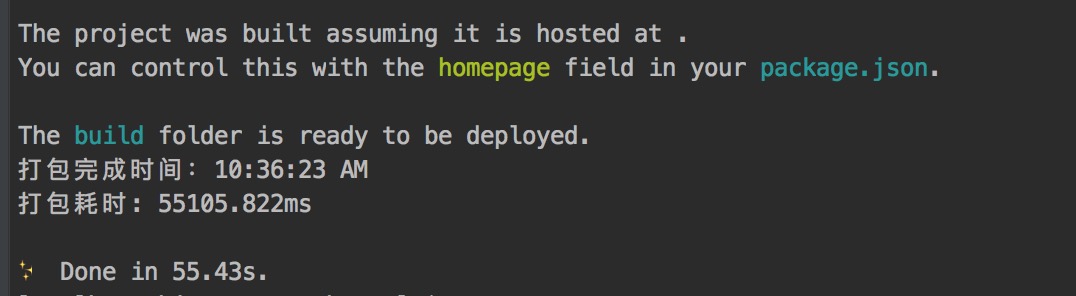 The project was built assuming it is hosted at .
You can control this with the homepage field in your package.json.
The build folder is ready to be deployed.
打包完成时间: 10:36:23 AM
打包耗时: 55105.822ms
✨ Done in 55.43s.